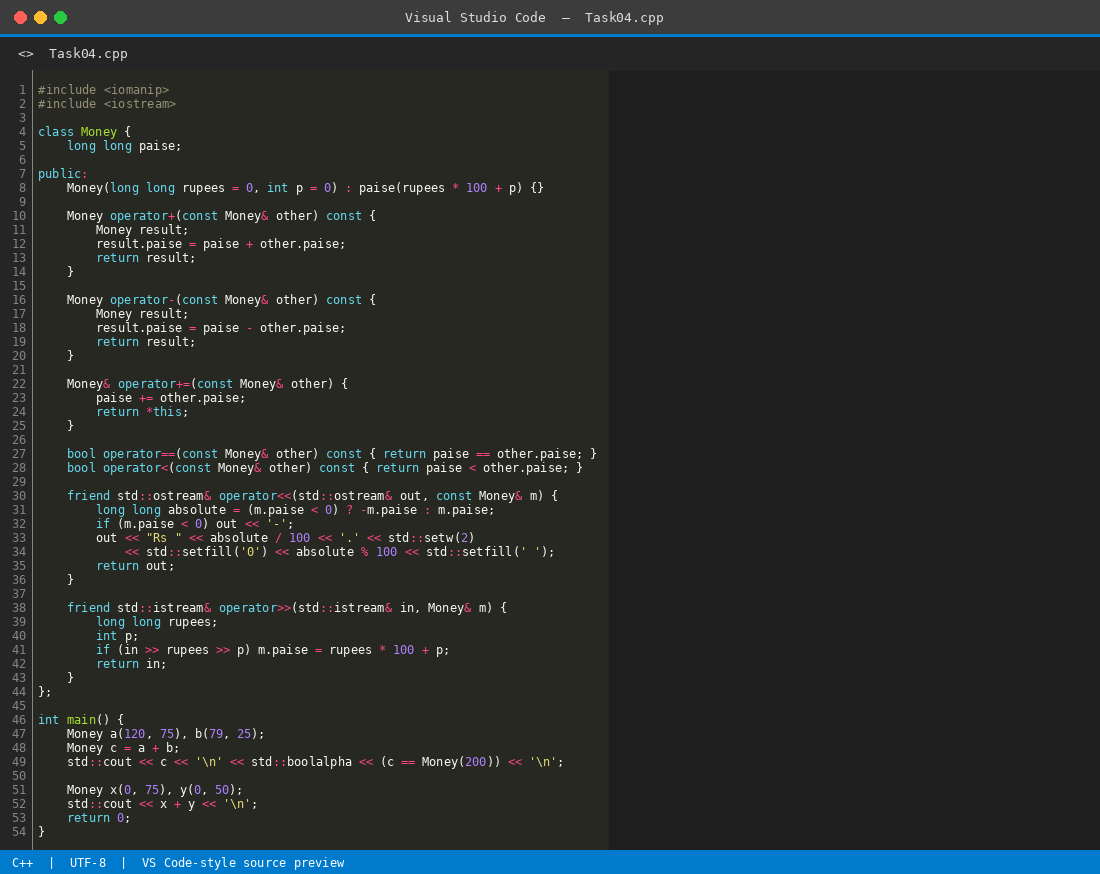 Visual Studio Code — Task04.cpp
<> Task04.cpp
1 #include <iomanip>
2 #include <iostream>
3
4 class Money {
5     long long paise;
6
7 public:
8     Money(long long rupees = 0, int p = 0) : paise(rupees * 100 + p) {}
9
10     Money operator+(const Money& other) const {
11         Money result;
12         result.paise = paise + other.paise;
13         return result;
14     }
15
16     Money operator-(const Money& other) const {
17         Money result;
18         result.paise = paise - other.paise;
19         return result;
20     }
21
22     Money& operator+=(const Money& other) {
23         paise += other.paise;
24         return *this;
25     }
26
27     bool operator==(const Money& other) const { return paise == other.paise; }
28     bool operator<(const Money& other) const { return paise < other.paise; }
29
30     friend std::ostream& operator<<(std::ostream& out, const Money& m) {
31         long long absolute = (m.paise < 0) ? -m.paise : m.paise;
32         if (m.paise < 0) out << '-';
33         out << "Rs " << absolute / 100 << '.' << std::setw(2)
34             << std::setfill('0') << absolute % 100 << std::setfill(' ');
35         return out;
36     }
37
38     friend std::istream& operator>>(std::istream& in, Money& m) {
39         long long rupees;
40         int p;
41         if (in >> rupees >> p) m.paise = rupees * 100 + p;
42         return in;
43     }
44 };
45
46 int main() {
47     Money a(120, 75), b(79, 25);
48     Money c = a + b;
49     std::cout << c << '\n' << std::boolalpha << (c == Money(200)) << '\n';
50
51     Money x(0, 75), y(0, 50);
52     std::cout << x + y << '\n';
53     return 0;
54 }
C++ | UTF-8 | VS Code-style source preview